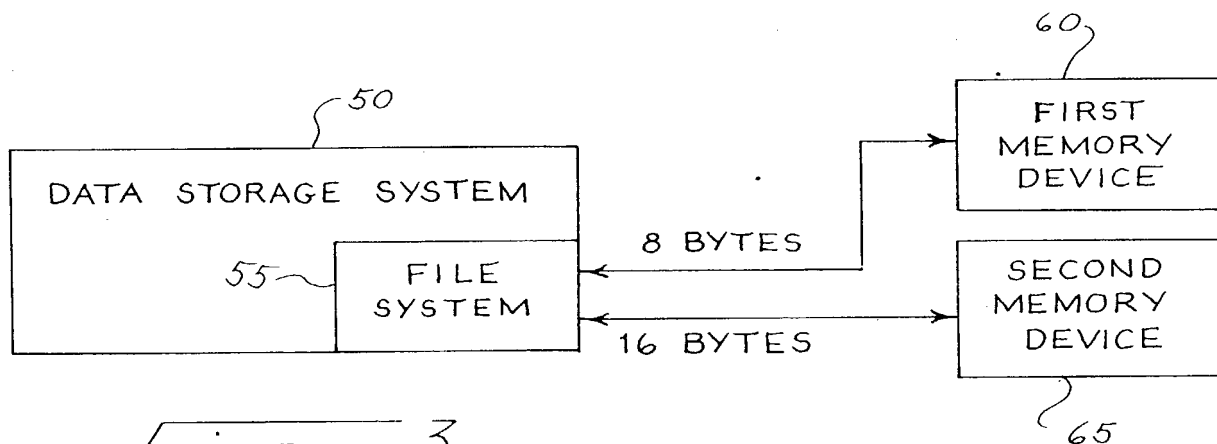 60
50
FIRST
MEMORY
DEVICE
DATA STORAGE SYSTEM
8 BYTES
55
FILE
SYSTEM
SECOND
MEMORY
DEVICE
16 BYTES
65
3